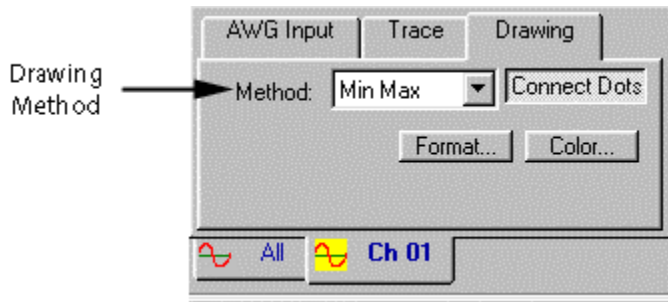 AWG Input Trace Drawing
Drawing
Method
Method: Min Max Connect Dots
Format... Color...
All Ch 01